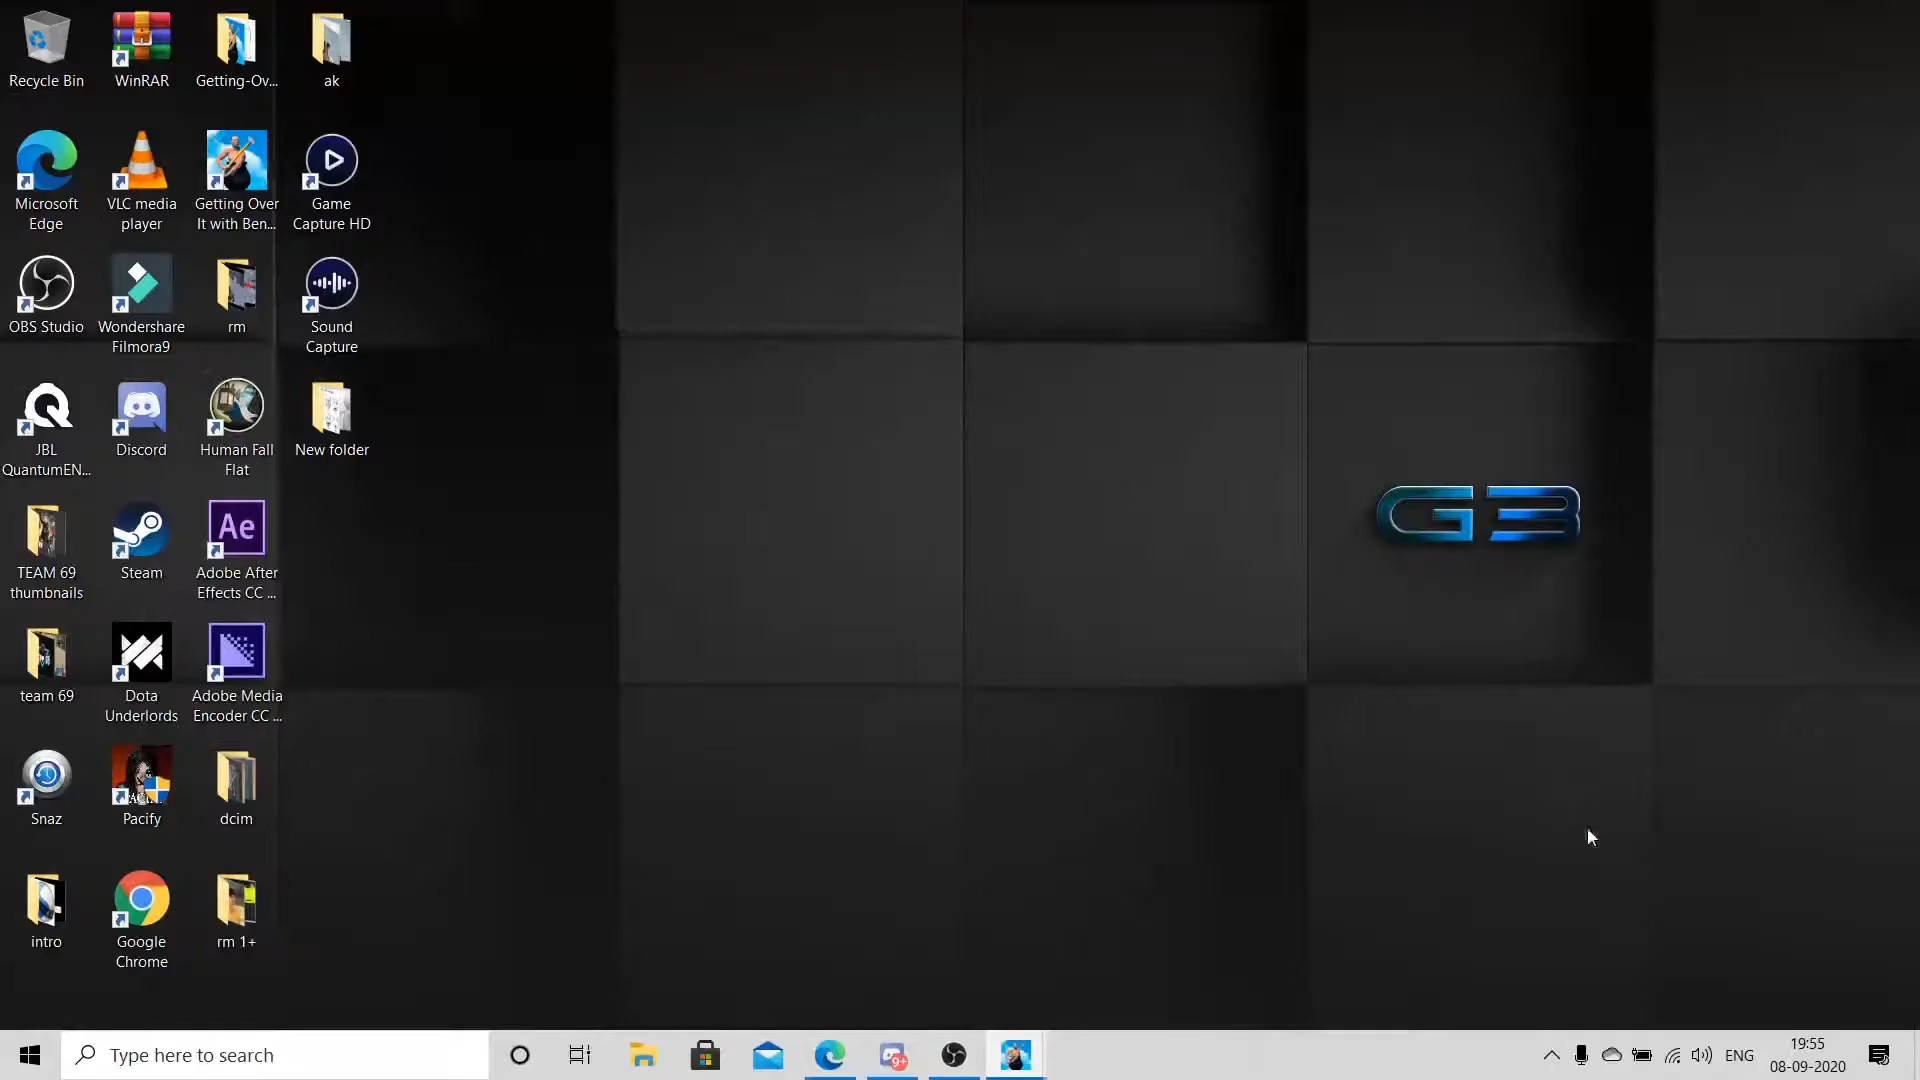 Recycle Bin
WinRAR
Getting-Ov...
ak
Microsoft
Edge
VLC media
player
Getting Over
It with Ben...
Game
Capture HD
OBS Studio
Wondershare
Filmora9
rm
Sound
Capture
JBL
QuantumEN...
Discord
Human Fall
Flat
New folder
TEAM 69
thumbnails
Steam
Ae
Adobe After
Effects CC ...
G3
team 69
Dota
Underlords
Adobe Media
Encoder CC ...
Snaz
Pacify
dcim
intro
Google
Chrome
rm 1+
Type here to search
9+
ENG
19:55
08-09-2020